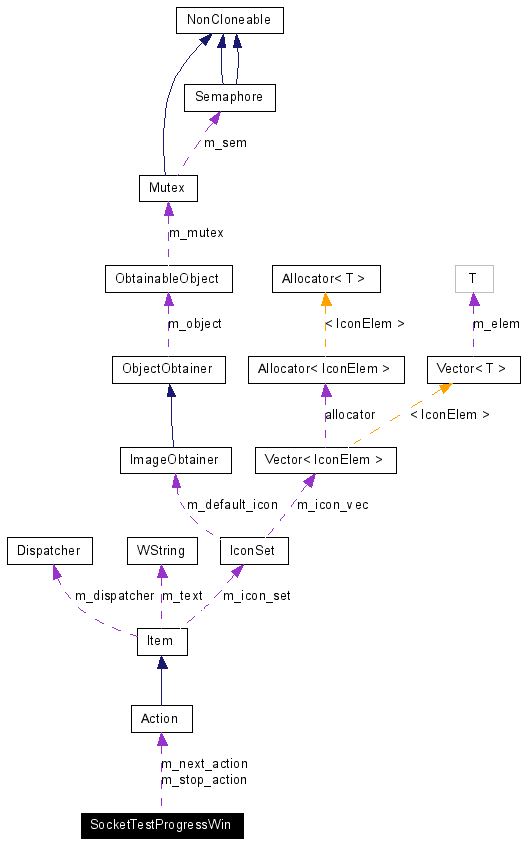 NonCloneable
Semaphore
m_sem
Mutex
m_mutex
ObtainableObject
Allocator< T >
T
m_object
< IconElem >
m_elem
ObjectObtainer
Allocator< IconElem >
Vector< T >
allocator
< IconElem >
ImageObtainer
Vector< IconElem >
m_default_icon
m_icon_vec
Dispatcher
WString
IconSet
m_dispatcher
m_text
m_icon_set
Item
Action
m_next_action
m_stop_action
SocketTestProgressWin